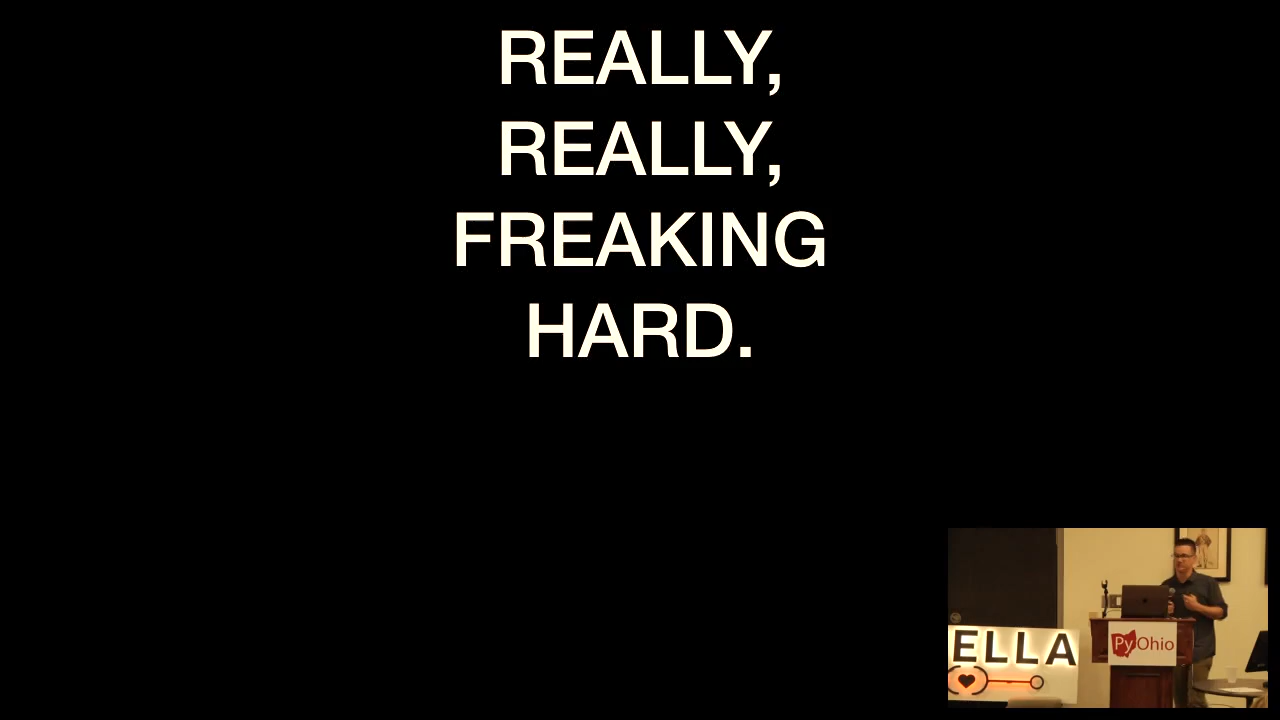 REALLY,
REALLY,
FREAKING
HARD.
ELLA
PyOhio